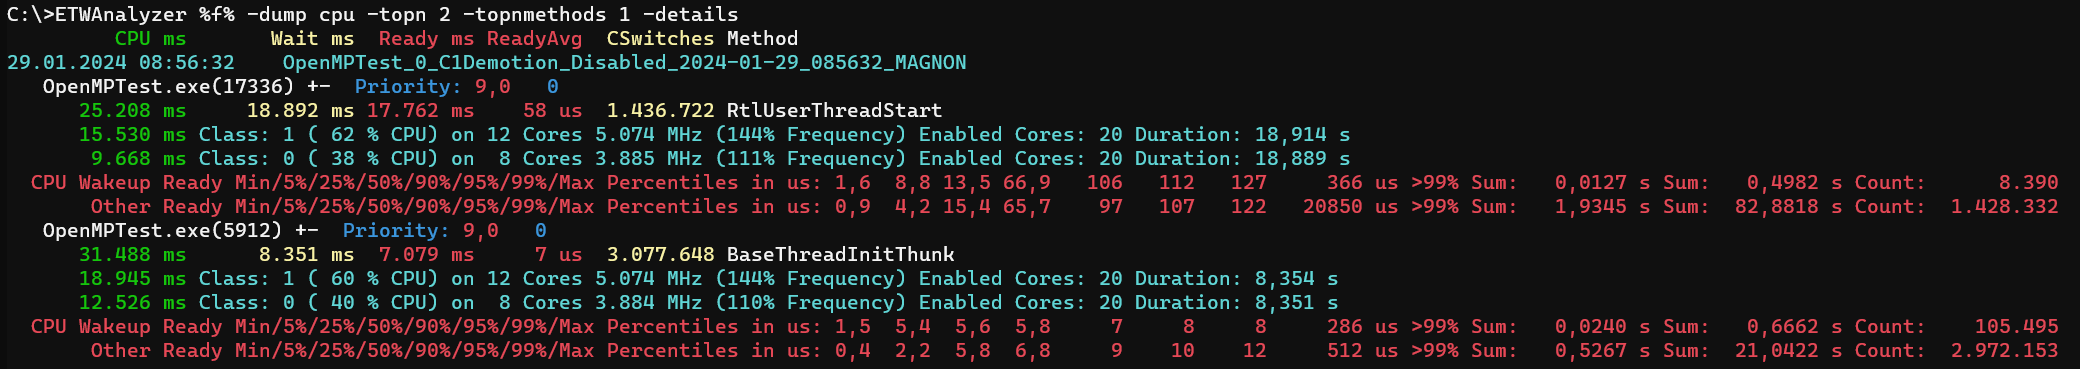 C:\>ETWAnalyzer %f% -dump cpu -topn 2 -topnmethods 1 -details
         CPU ms       Wait ms  Ready ms ReadyAvg  CSwitches Method
29.01.2024 08:56:32    OpenMPTest_0_C1Demotion_Disabled_2024-01-29_085632_MAGNON
   OpenMPTest.exe(17336) +-  Priority: 9,0   0
      25.208 ms     18.892 ms 17.762 ms    58 us  1.436.722 RtlUserThreadStart
      15.530 ms Class: 1 ( 62 % CPU) on 12 Cores 5.074 MHz (144% Frequency) Enabled Cores: 20 Duration: 18,914 s
       9.668 ms Class: 0 ( 38 % CPU) on  8 Cores 3.885 MHz (111% Frequency) Enabled Cores: 20 Duration: 18,889 s
  CPU Wakeup Ready Min/5%/25%/50%/90%/95%/99%/Max Percentiles in us: 1,6  8,8 13,5 66,9   106   112   127     366 us >99% Sum:   0,0127 s Sum:   0,4982 s Count:      8.390
       Other Ready Min/5%/25%/50%/90%/95%/99%/Max Percentiles in us: 0,9  4,2 15,4 65,7    97   107   122   20850 us >99% Sum:   1,9345 s Sum:  82,8818 s Count:  1.428.332
   OpenMPTest.exe(5912) +-  Priority: 9,0   0
      31.488 ms      8.351 ms  7.079 ms     7 us  3.077.648 BaseThreadInitThunk
      18.945 ms Class: 1 ( 60 % CPU) on 12 Cores 5.074 MHz (144% Frequency) Enabled Cores: 20 Duration: 8,354 s
      12.526 ms Class: 0 ( 40 % CPU) on  8 Cores 3.884 MHz (110% Frequency) Enabled Cores: 20 Duration: 8,351 s
  CPU Wakeup Ready Min/5%/25%/50%/90%/95%/99%/Max Percentiles in us: 1,5  5,4  5,6  5,8     7     8     8     286 us >99% Sum:   0,0240 s Sum:   0,6662 s Count:    105.495
       Other Ready Min/5%/25%/50%/90%/95%/99%/Max Percentiles in us: 0,4  2,2  5,8  6,8     9    10    12     512 us >99% Sum:   0,5267 s Sum:  21,0422 s Count:  2.972.153